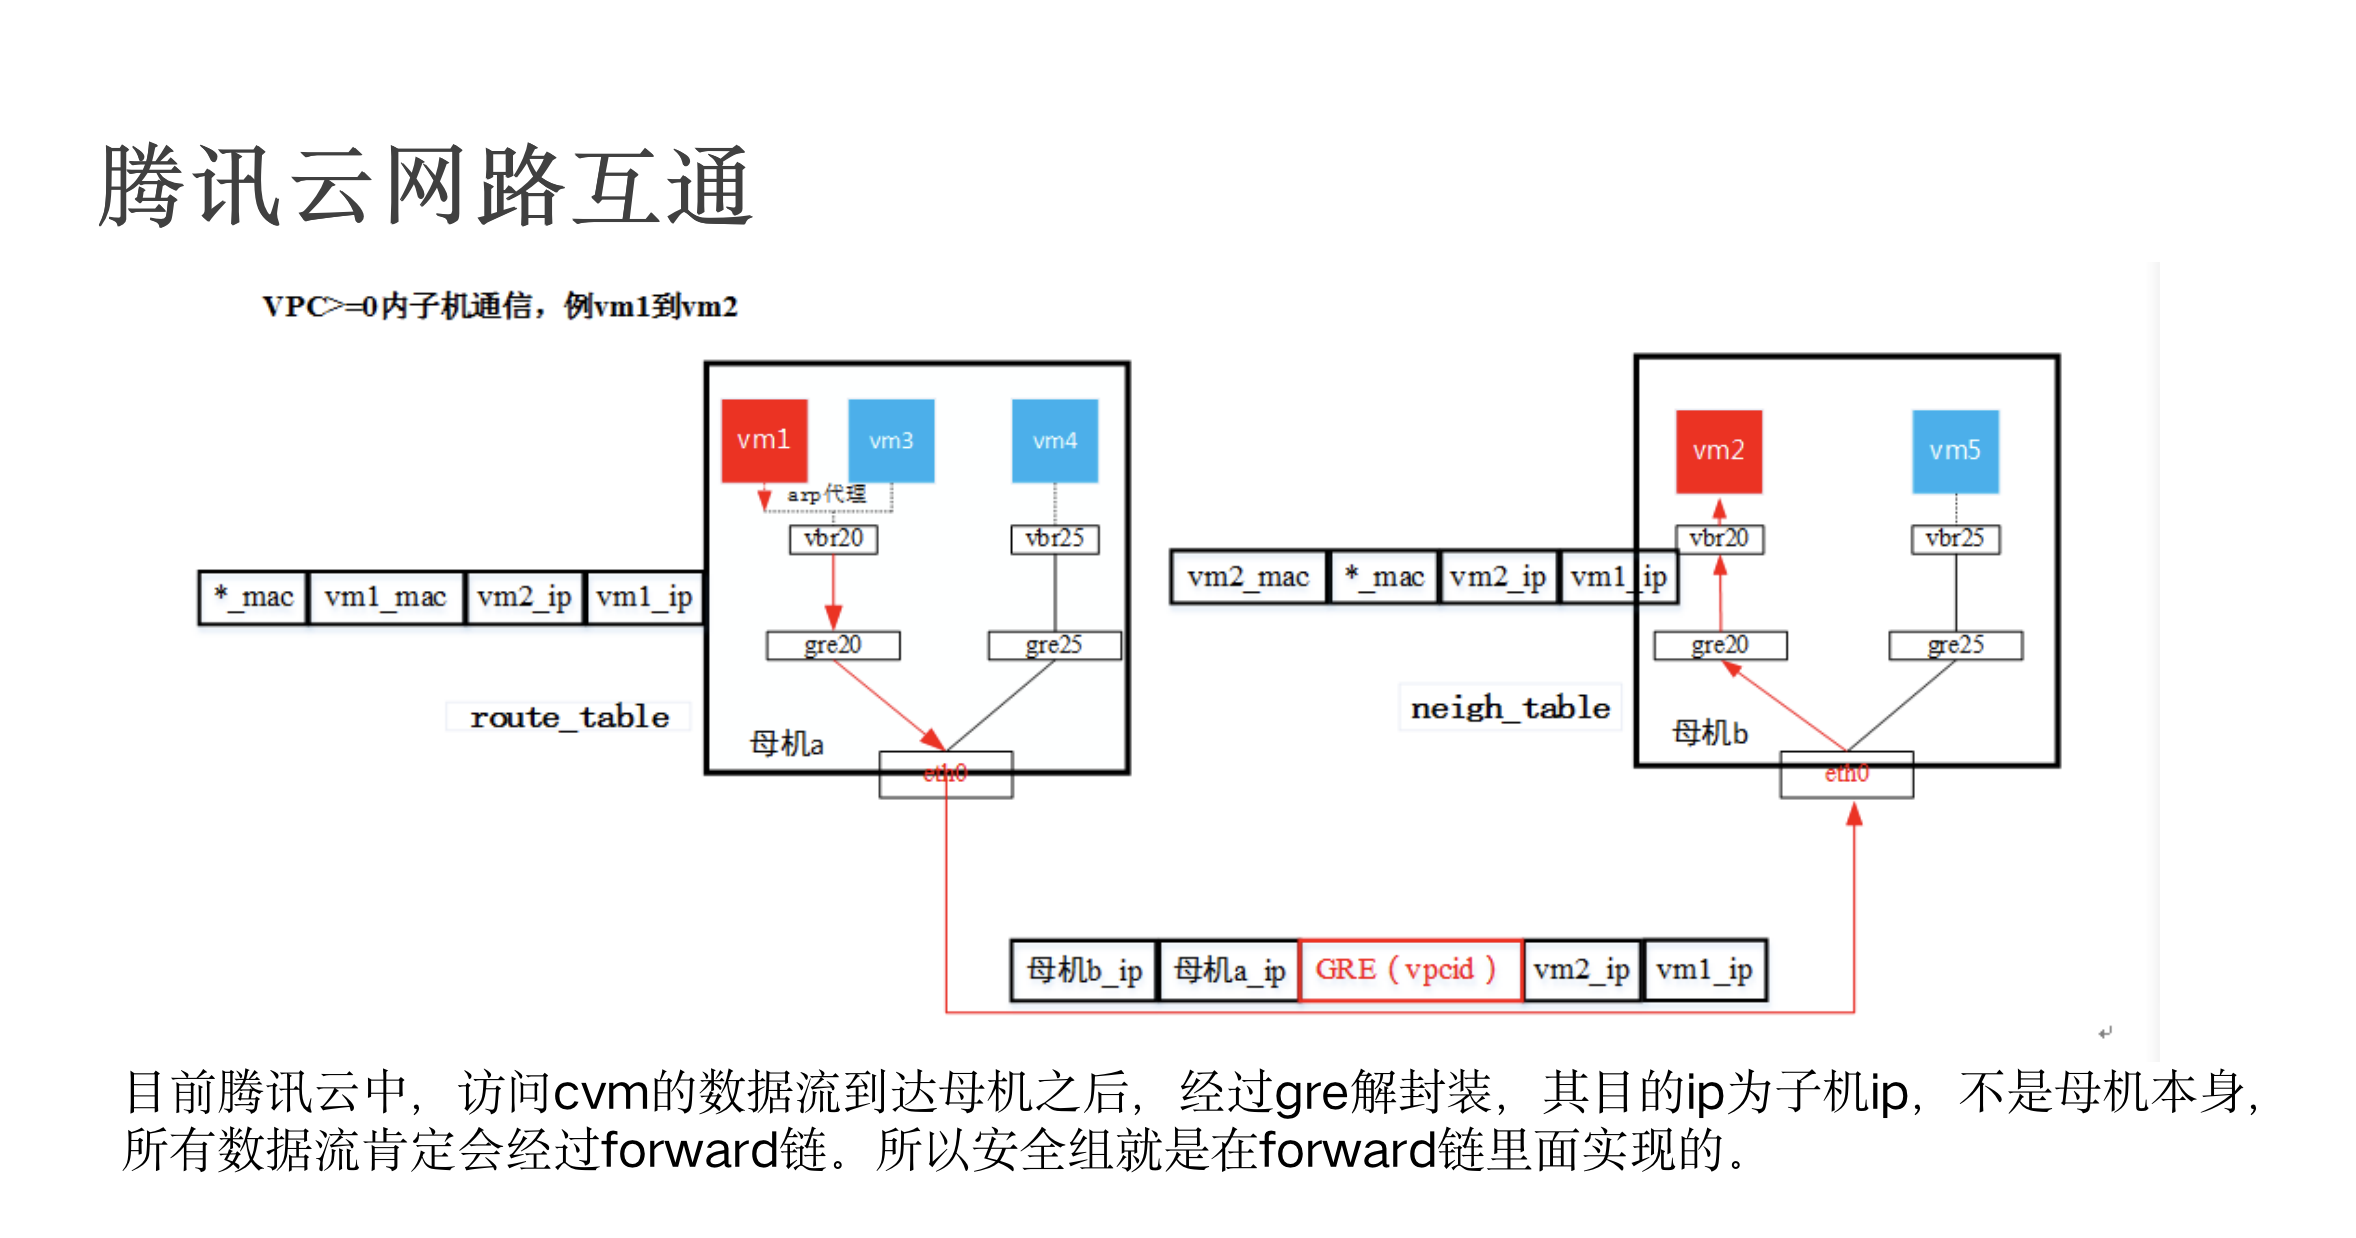 腾讯云网路互通
VPC>=0内子机通信，例vm1到vm2
vm1
vm3
vm4
arp代理
vbr20
vbr25
*_mac vm1_mac vm2_ip vm1_ip
gre20
gre25
route_table
母机a
eth0
vm2
vm5
vbr20
vbr25
vm2_mac *_mac vm2_ip vm1_ip
gre20
gre25
neigh_table
母机b
eth0
母机b_ip 母机a_ip GRE（vpcid） vm2_ip vm1_ip
目前腾讯云中，访问cvm的数据流到达母机之后，经过gre解封装，其目的ip为子机ip，不是母机本身，
所有数据流肯定会经过forward链。所以安全组就是在forward链里面实现的。